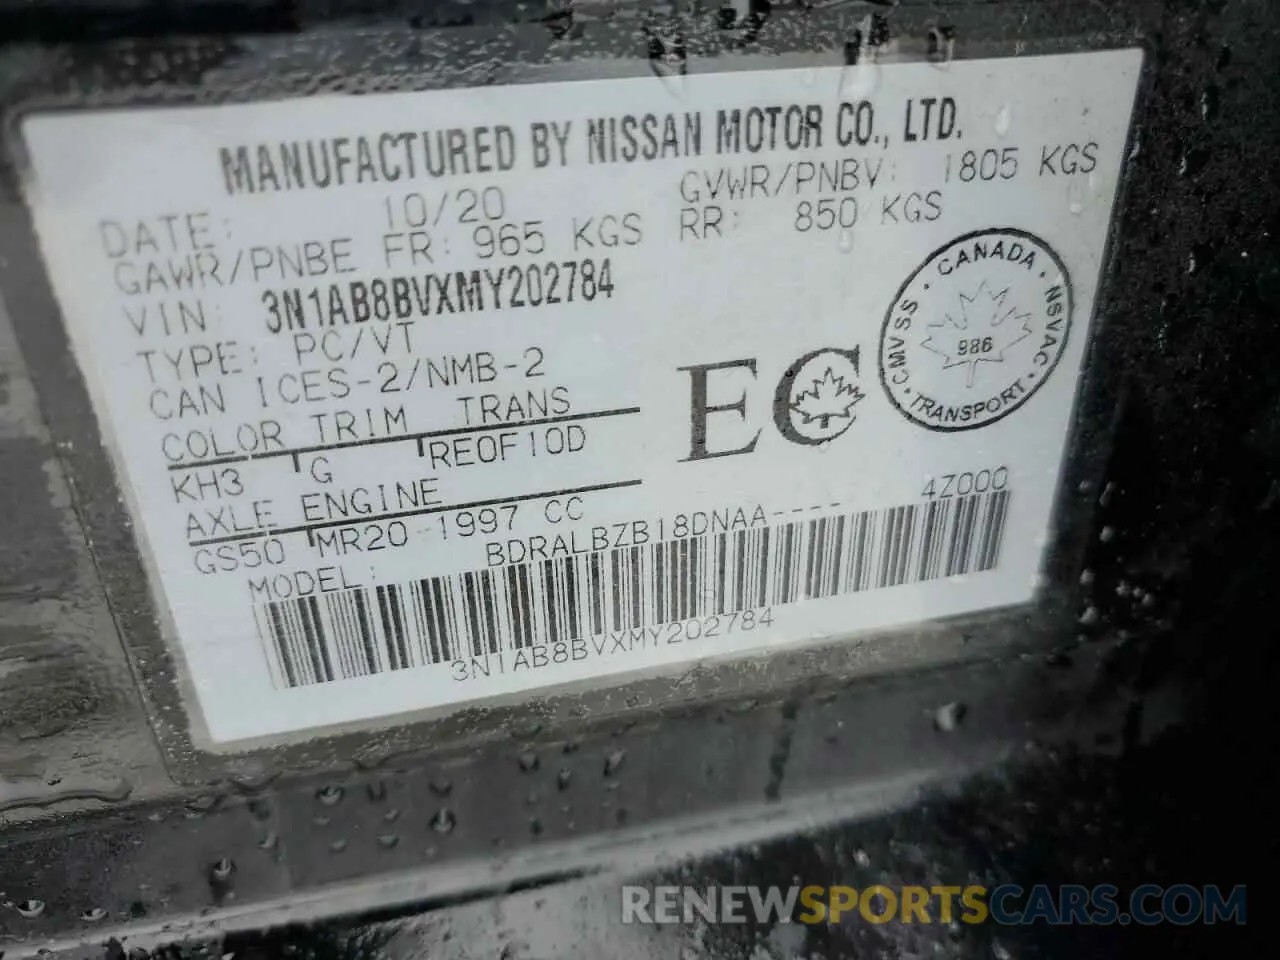 MANUFACTURED BY NISSAN MOTOR CO., LTD.
DATE: 10/20 GVWR/PNBV: 1805 KGS
GAWR/PNBE FR: 965 KGS RR: 850 KGS
VIN: 3N1AB8BVXMY202784
TYPE: PC/VT
CAN ICES-2/NMB-2
COLOR TRIM TRANS
KH3 G RE0F10D
AXLE ENGINE
GS50 MR20 1997 CC
MODEL: BDRALBZB18DNAA---- 4Z000
3N1AB8BVXMY202784
EC
CANADA · NSVAC · TRANSPORT · CMVSS ·
986
RENEWSPORTSCARS.COM